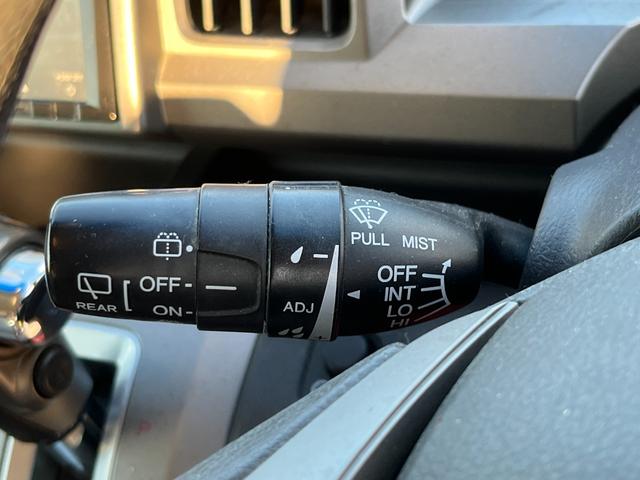 PULL MIST
OFF
INT
LO
HI
OFF
ON
REAR
ADJ